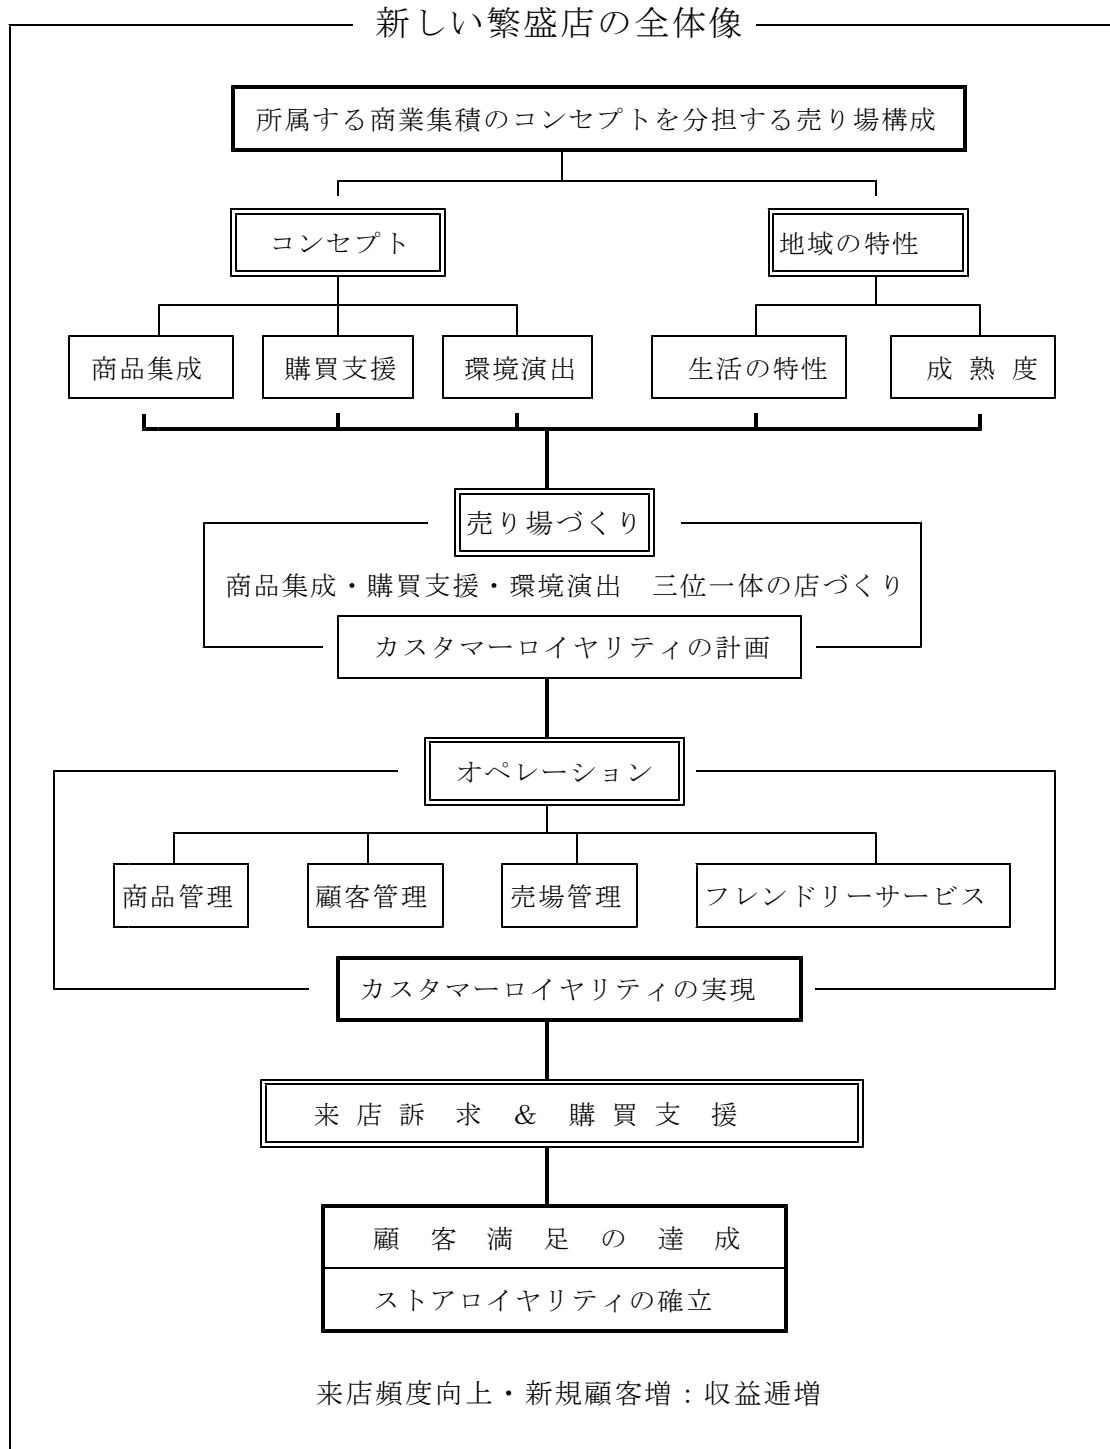 新しい繁盛店の全体像
所属する商業集積のコンセプトを分担する売り場構成
コンセプト
地域の特性
商品集成
購買支援
環境演出
生活の特性
成 熟 度
売り場づくり
商品集成・購買支援・環境演出　三位一体の店づくり
カスタマーロイヤリティの計画
オペレーション
商品管理
顧客管理
売場管理
フレンドリーサービス
カスタマーロイヤリティの実現
来 店 訴 求 & 購 買 支 援
顧 客 満 足 の 達 成
ストアロイヤリティの確立
来店頻度向上・新規顧客増：収益逓増